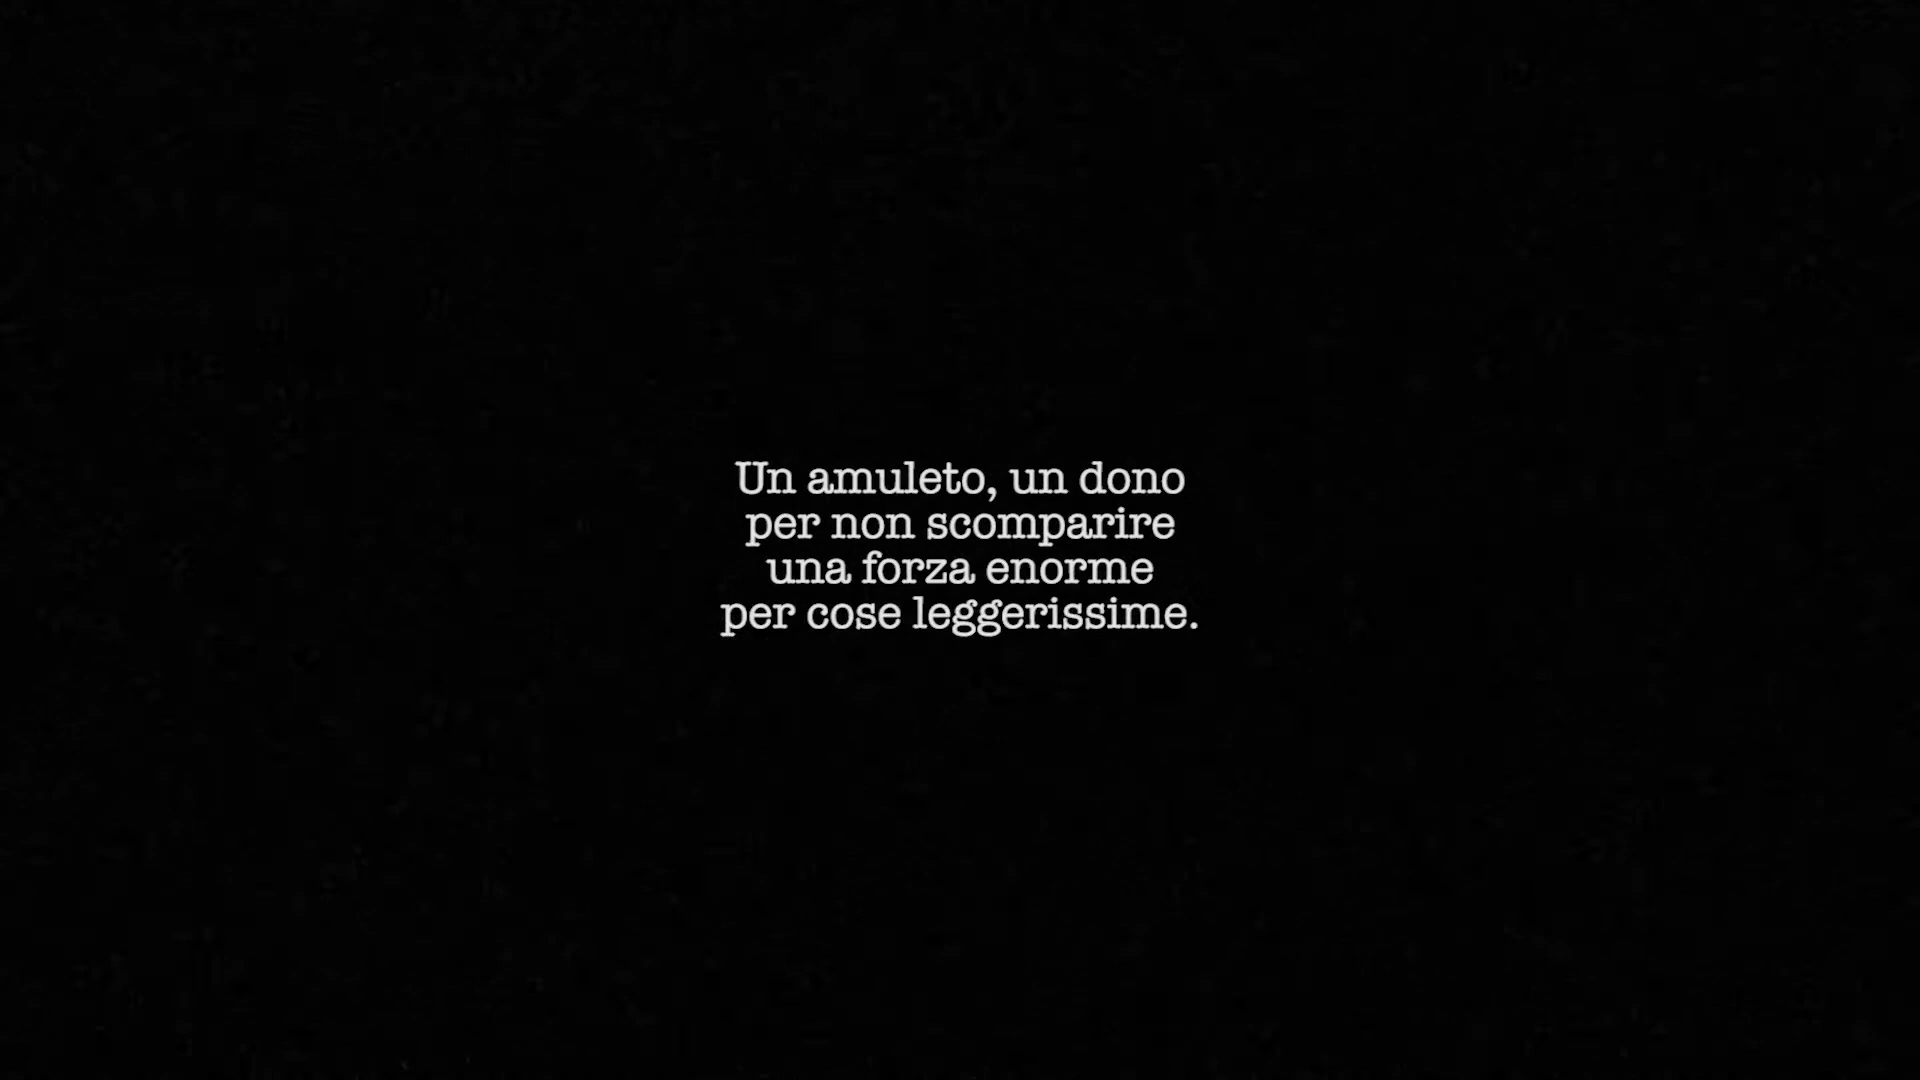 Un amuleto, un dono
per non scomparire
una forza enorme
per cose leggerissime.